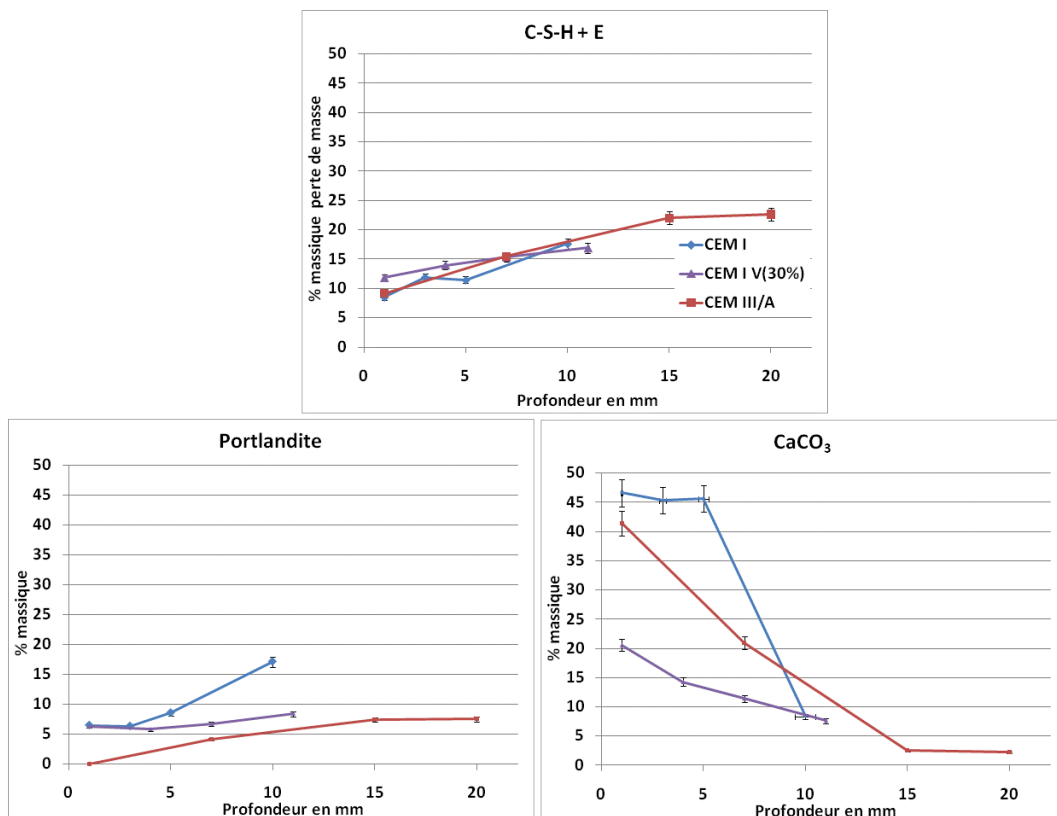 C-S-H + E
% massique perte de masse
50
45
40
35
30
25
20
15
10
5
0
0 5 10 15 20
Profondeur en mm
CEM I
CEM I V(30%)
CEM III/A
Portlandite
% massique
50
45
40
35
30
25
20
15
10
5
0
0 5 10 15 20
Profondeur en mm
CaCO₃
% massique
50
45
40
35
30
25
20
15
10
5
0
0 5 10 15 20
Profondeur en mm